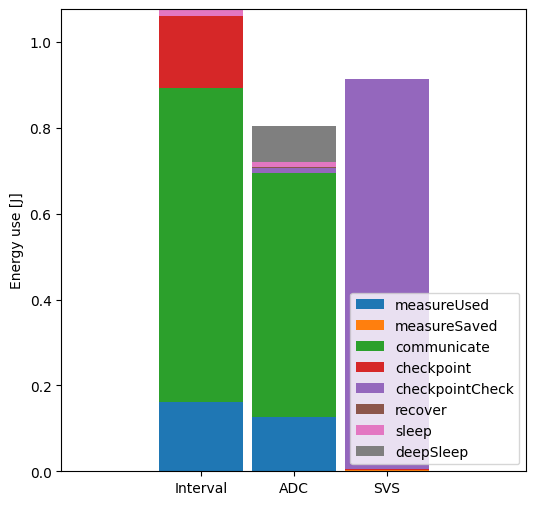 1.0
0.8
0.6
0.4
0.2
0.0
Energy use [J]
measureUsed
measureSaved
communicate
checkpoint
checkpointCheck
recover
sleep
deepSleep
Interval
ADC
SVS